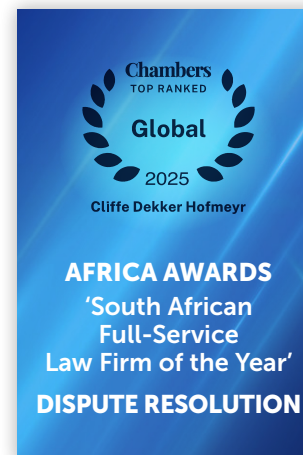 Chambers
TOP RANKED
Global
2025
Cliffe Dekker Hofmeyr
AFRICA AWARDS
‘South African
Full-Service
Law Firm of the Year’
DISPUTE RESOLUTION